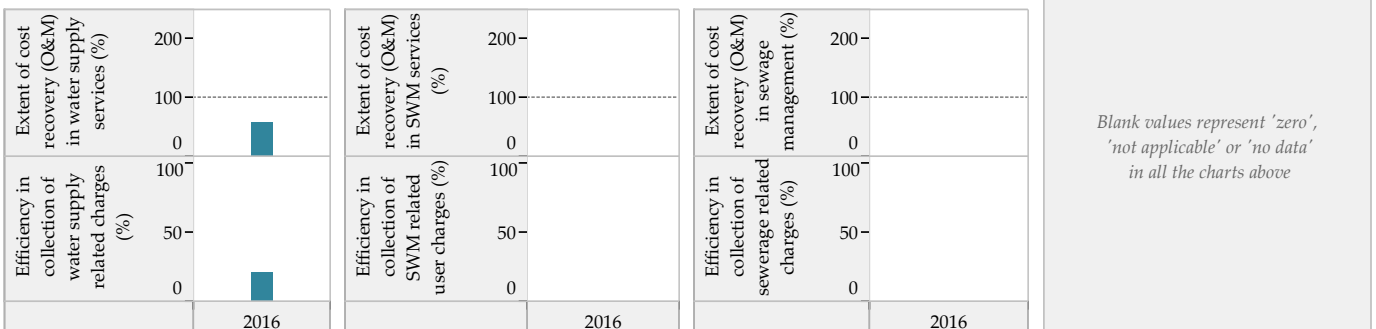 Extent of cost
recovery (O&M)
in water supply
services (%)
200
100
0
Efficiency in
collection of
water supply
related charges
(%)
100
50
0
2016
Extent of cost
recovery (O&M)
in SWM services
(%)
200
100
0
Efficiency in
collection of
SWM related
user charges (%)
100
50
0
2016
Extent of cost
recovery (O&M)
in sewage
management (%)
200
100
0
Efficiency in
collection of
sewerage related
charges (%)
100
50
0
2016
Blank values represent 'zero',
'not applicable' or 'no data'
in all the charts above